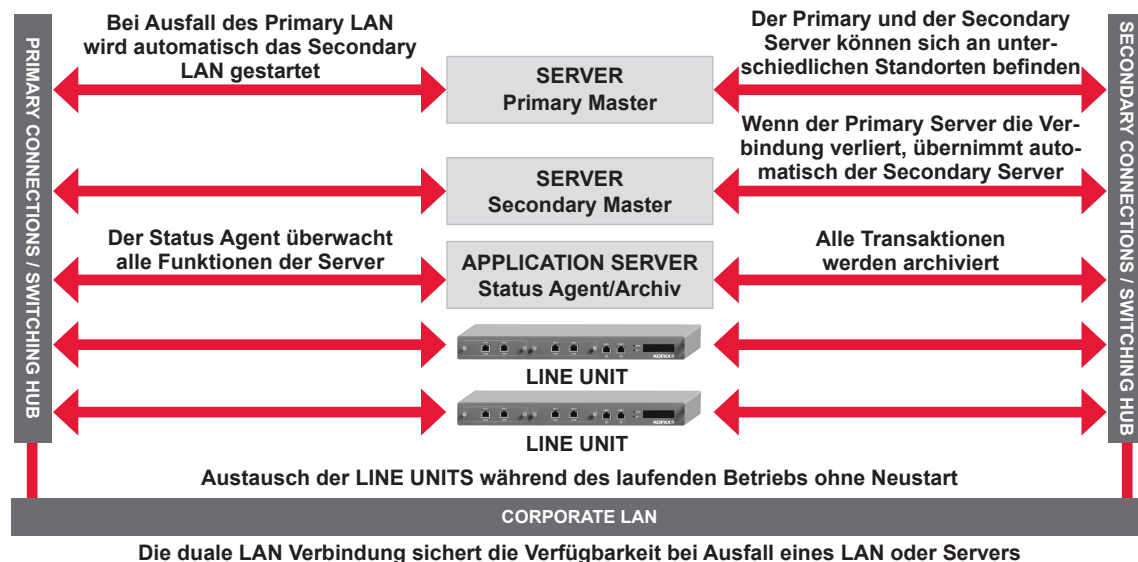 Bei Ausfall des Primary LAN
wird automatisch das Secondary
LAN gestartet
Der Primary und der Secondary
Server können sich an unter-
schiedlichen Standorten befinden
PRIMARY CONNECTIONS / SWITCHING HUB
SERVER
Primary Master
SECONDARY CONNECTIONS / SWITCHING HUB
Wenn der Primary Server die Ver-
bindung verliert, übernimmt auto-
matisch der Secondary Server
SERVER
Secondary Master
Der Status Agent überwacht
alle Funktionen der Server
APPLICATION SERVER
Status Agent/Archiv
Alle Transaktionen
werden archiviert
KOFAX
LINE UNIT
KOFAX
LINE UNIT
Austausch der LINE UNITS während des laufenden Betriebs ohne Neustart
CORPORATE LAN
Die duale LAN Verbindung sichert die Verfügbarkeit bei Ausfall eines LAN oder Servers